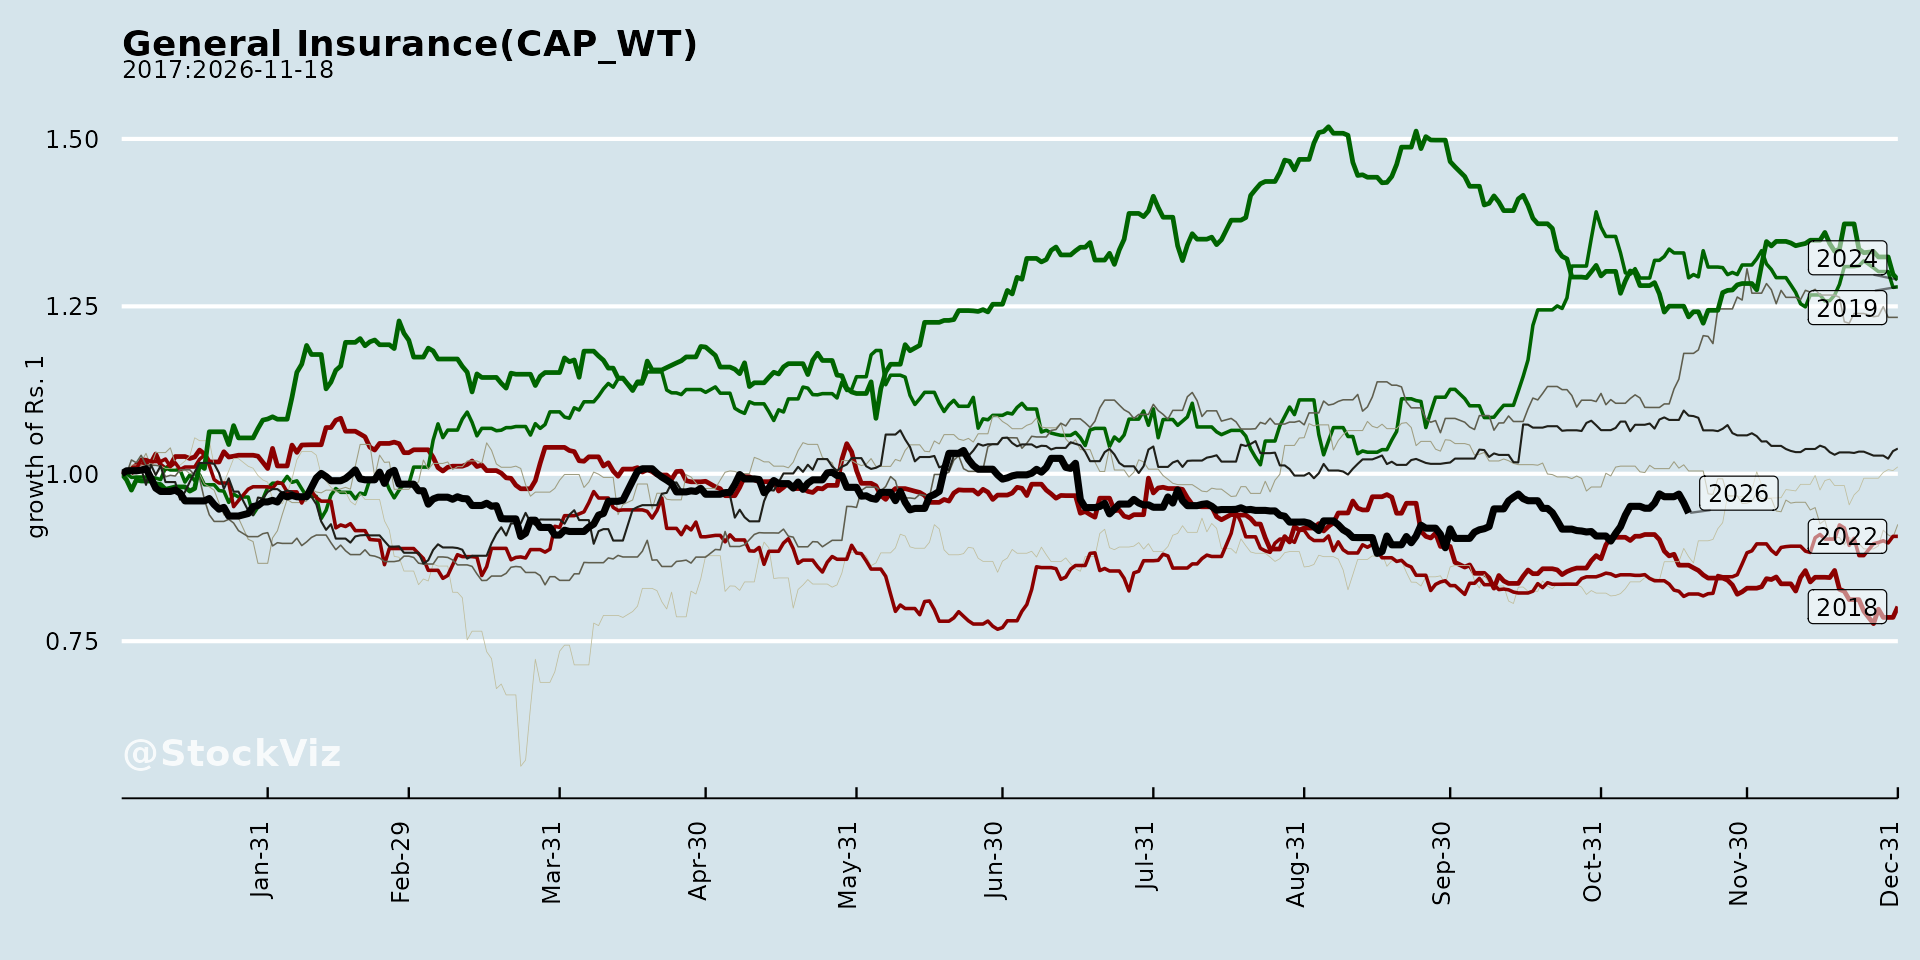 General Insurance(CAP_WT)
2017:2026-11-18
growth of Rs. 1
1.50
1.25
1.00
0.75
2024
2019
2026
2022
2018
@StockViz
Jan-31
Feb-29
Mar-31
Apr-30
May-31
Jun-30
Jul-31
Aug-31
Sep-30
Oct-31
Nov-30
Dec-31